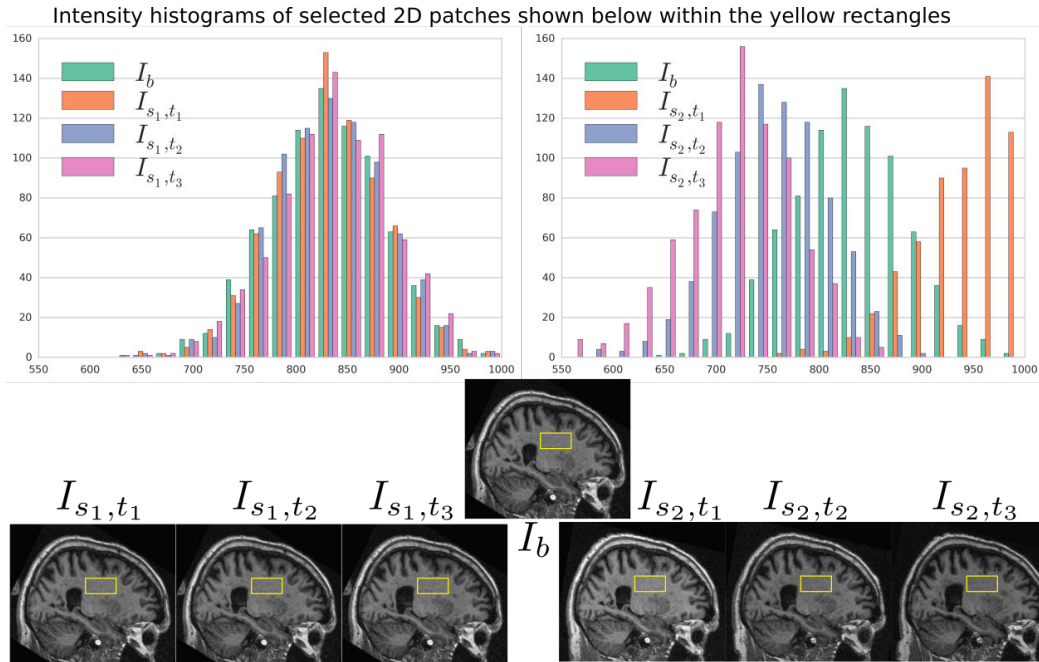 Intensity histograms of selected 2D patches shown below within the yellow rectangles
160
140
120
100
80
60
40
20
0
550 600 650 700 750 800 850 900 950 1000
I_b
I_{s_1,t_1}
I_{s_1,t_2}
I_{s_1,t_3}
160
140
120
100
80
60
40
20
0
550 600 650 700 750 800 850 900 950 1000
I_b
I_{s_2,t_1}
I_{s_2,t_2}
I_{s_2,t_3}
I_{s_1,t_1} I_{s_1,t_2} I_{s_1,t_3} I_{s_2,t_1} I_{s_2,t_2} I_{s_2,t_3}
I_b